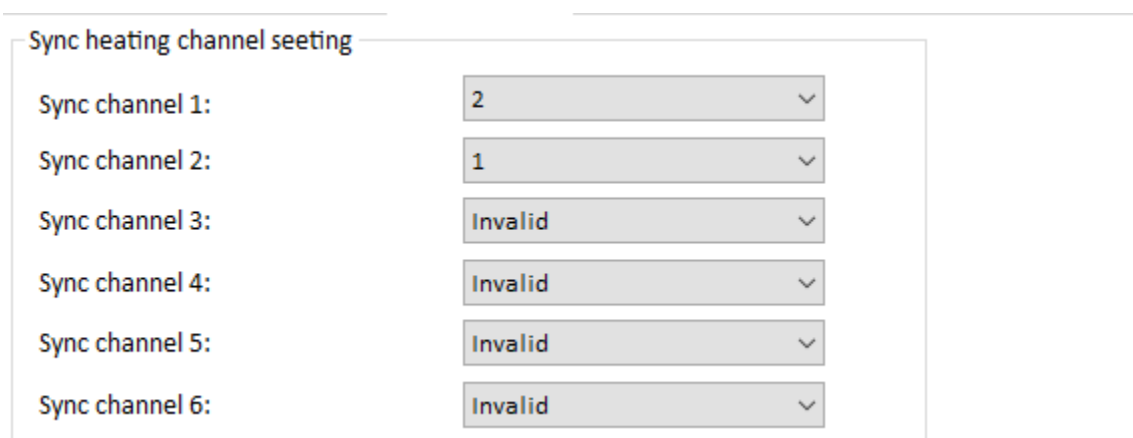 Sync heating channel seeting
Sync channel 1: 2
Sync channel 2: 1
Sync channel 3: Invalid
Sync channel 4: Invalid
Sync channel 5: Invalid
Sync channel 6: Invalid